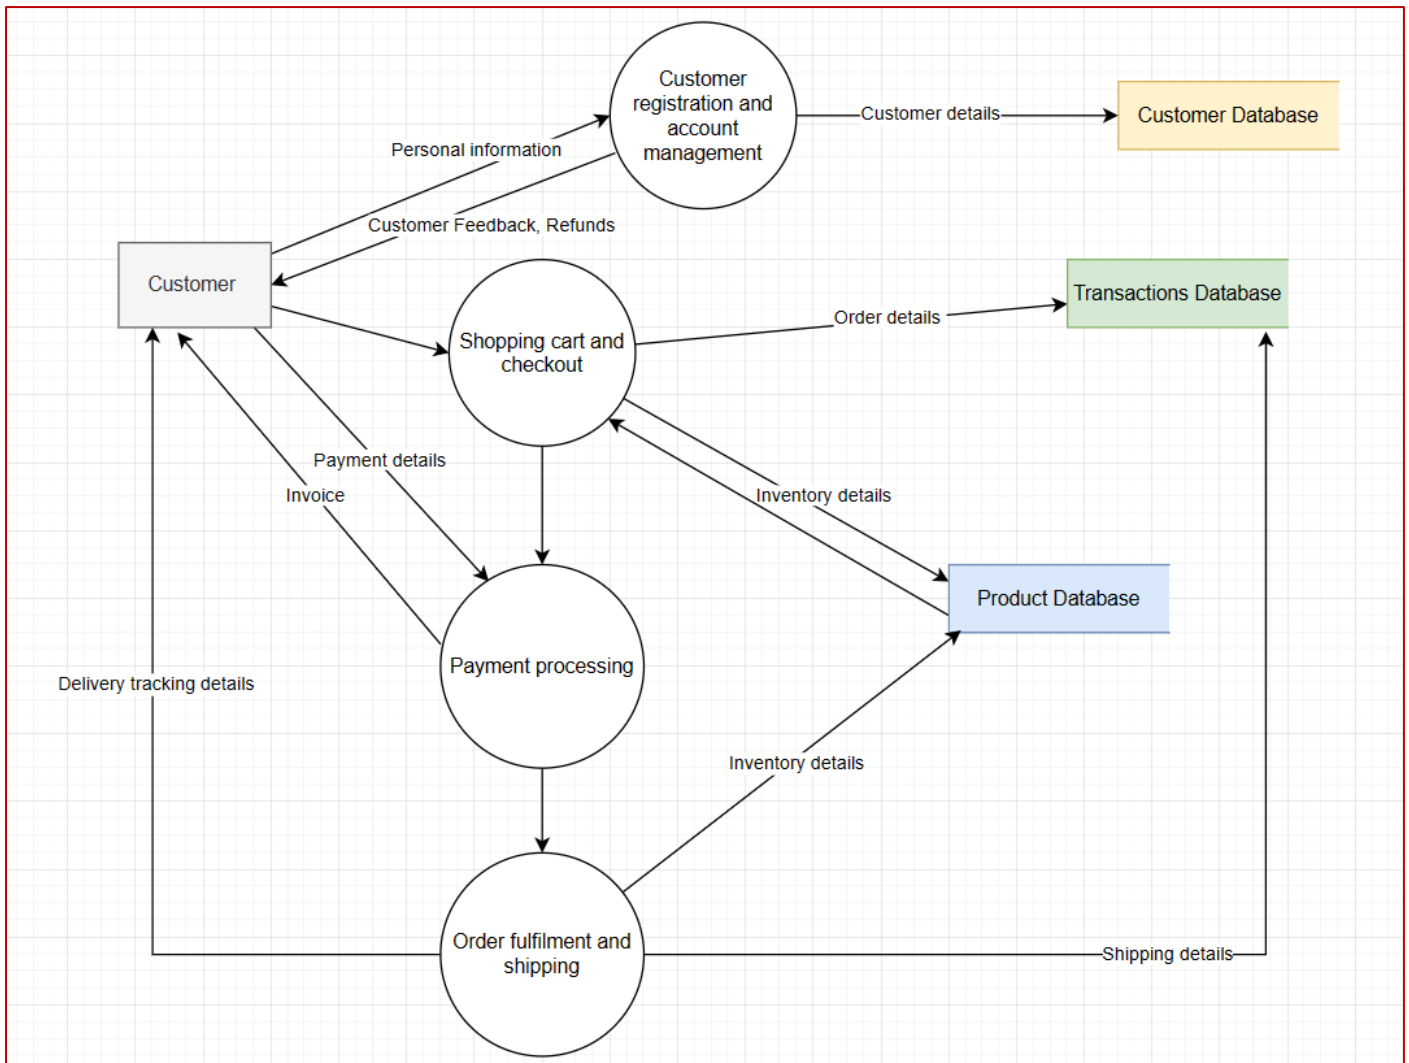 Customer
registration and
account
management
Customer details
Customer Database
Personal information
Customer Feedback, Refunds
Customer
Transactions Database
Order details
Shopping cart and
checkout
Payment details
Invoice
Inventory details
Product Database
Payment processing
Delivery tracking details
Inventory details
Order fulfilment and
shipping
Shipping details